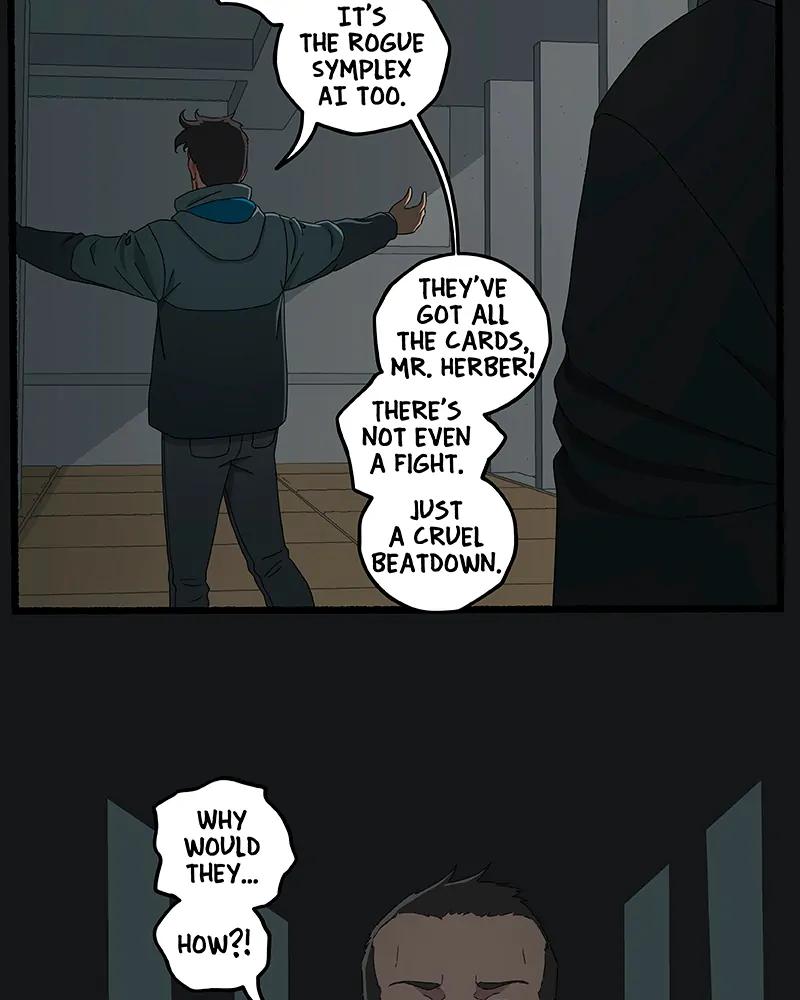 IT'S
THE ROGUE
SYMPLEX
AI TOO.
THEY'VE
GOT ALL
THE CARDS,
MR. HERBER!
THERE'S
NOT EVEN
A FIGHT.
JUST
A CRUEL
BEATDOWN.
WHY
WOULD
THEY...
HOW?!